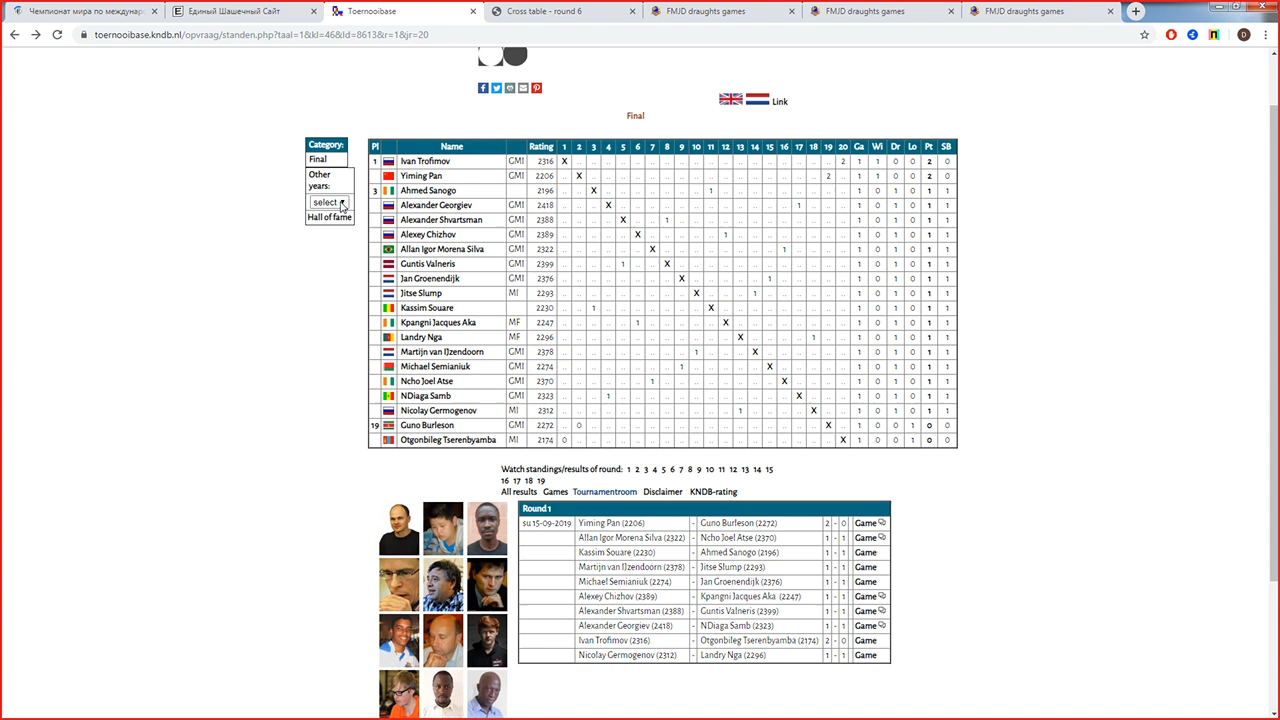 Чемпионат мира по междунар
Единый Шашечный Сайт
Toernooibase
Cross table - round 6
FMJD draughts games
FMJD draughts games
FMJD draughts games
toernooibase.kndb.nl/opvraag/standen.php?taal=1&kl=46&Id=8613&r=1&jr=20
D
Link
Final
Category:
Final
Other
years:
select
Hall of fame
Pl Name Rating 1 2 3 4 5 6 7 8 9 10 11 12 13 14 15 16 17 18 19 20 Ga Wi Dr Lo Pt SB
1 Ivan Trofimov GMI 2316 X .. .. .. .. .. .. .. .. .. .. .. .. .. .. .. .. .. .. 2 1 1 0 0 2 0
Yiming Pan GMI 2206 .. X .. .. .. .. .. .. .. .. .. .. .. .. .. .. .. .. 2 .. 1 1 0 0 2 0
3 Ahmed Sanogo 2196 .. .. X .. .. .. .. .. .. .. 1 .. .. .. .. .. .. .. .. .. 1 0 1 0 1 1
Alexander Georgiev GMI 2418 .. .. .. X .. .. .. .. .. .. .. .. .. .. .. .. 1 .. .. .. 1 0 1 0 1 1
Alexander Shvartsman GMI 2388 .. .. .. .. X .. .. 1 .. .. .. .. .. .. .. .. .. .. .. .. 1 0 1 0 1 1
Alexey Chizhov GMI 2389 .. .. .. .. .. X .. .. .. .. .. 1 .. .. .. .. .. .. .. .. 1 0 1 0 1 1
Allan Igor Morena Silva GMI 2322 .. .. .. .. .. .. X .. .. .. .. .. .. .. .. 1 .. .. .. .. 1 0 1 0 1 1
Guntis Valneris GMI 2399 .. .. .. .. 1 .. .. X .. .. .. .. .. .. .. .. .. .. .. .. 1 0 1 0 1 1
Jan Groenendijk GMI 2376 .. .. .. .. .. .. .. .. X .. .. .. .. .. 1 .. .. .. .. .. 1 0 1 0 1 1
Jitse Slump MI 2293 .. .. .. .. .. .. .. .. .. X .. .. .. 1 .. .. .. .. .. .. 1 0 1 0 1 1
Kassim Souare 2230 .. .. 1 .. .. .. .. .. .. .. X .. .. .. .. .. .. .. .. .. 1 0 1 0 1 1
Kpangni Jacques Aka MF 2247 .. .. .. .. .. 1 .. .. .. .. .. X .. .. .. .. .. .. .. .. 1 0 1 0 1 1
Landry Nga MF 2296 .. .. .. .. .. .. .. .. .. .. .. .. X .. .. .. .. 1 .. .. 1 0 1 0 1 1
Martijn van IJzendoorn GMI 2378 .. .. .. .. .. .. .. .. .. 1 .. .. .. X .. .. .. .. .. .. 1 0 1 0 1 1
Michael Semianiuk GMI 2274 .. .. .. .. .. .. .. .. 1 .. .. .. .. .. X .. .. .. .. .. 1 0 1 0 1 1
Ncho Joel Atse GMI 2370 .. .. .. .. .. .. 1 .. .. .. .. .. .. .. .. X .. .. .. .. 1 0 1 0 1 1
NDiaga Samb GMI 2323 .. .. .. 1 .. .. .. .. .. .. .. .. .. .. .. .. X .. .. .. 1 0 1 0 1 1
Nicolay Germogenov MI 2312 .. .. .. .. .. .. .. .. .. .. .. .. 1 .. .. .. .. X .. .. 1 0 1 0 1 1
19 Guno Burleson GMI 2272 .. 0 .. .. .. .. .. .. .. .. .. .. .. .. .. .. .. .. X .. 1 0 0 1 0 0
Otgonbileg Tserenbyamba MI 2174 0 .. .. .. .. .. .. .. .. .. .. .. .. .. .. .. .. .. .. X 1 0 0 1 0 0
Watch standings/results of round: 1 2 3 4 5 6 7 8 9 10 11 12 13 14 15
16 17 18 19
All results Games Tournamentroom Disclaimer KNDB-rating
Round 1
su 15-09-2019 Yiming Pan (2206) - Guno Burleson (2272) 2 - 0 Game
Allan Igor Morena Silva (2322) - Ncho Joel Atse (2370) 1 - 1 Game
Kassim Souare (2230) - Ahmed Sanogo (2196) 1 - 1 Game
Martijn van IJzendoorn (2378) - Jitse Slump (2293) 1 - 1 Game
Michael Semianiuk (2274) - Jan Groenendijk (2376) 1 - 1 Game
Alexey Chizhov (2389) - Kpangni Jacques Aka (2247) 1 - 1 Game
Alexander Shvartsman (2388) - Guntis Valneris (2399) 1 - 1 Game
Alexander Georgiev (2418) - NDiaga Samb (2323) 1 - 1 Game
Ivan Trofimov (2316) - Otgonbileg Tserenbyamba (2174) 2 - 0 Game
Nicolay Germogenov (2312) - Landry Nga (2296) 1 - 1 Game